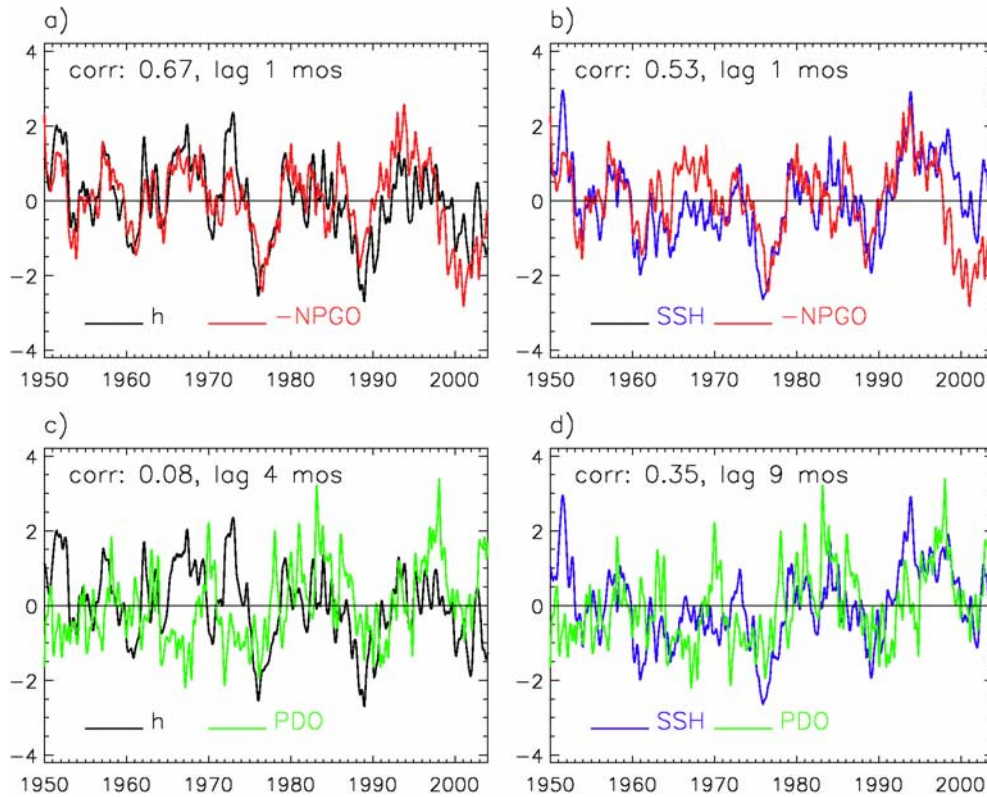 a)
corr: 0.67, lag 1 mos
4
2
0
−2
−4
h
−NPGO
1950 1960 1970 1980 1990 2000
b)
corr: 0.53, lag 1 mos
4
2
0
−2
−4
SSH
−NPGO
1950 1960 1970 1980 1990 2000
c)
corr: 0.08, lag 4 mos
4
2
0
−2
−4
h
PDO
1950 1960 1970 1980 1990 2000
d)
corr: 0.35, lag 9 mos
4
2
0
−2
−4
SSH
PDO
1950 1960 1970 1980 1990 2000